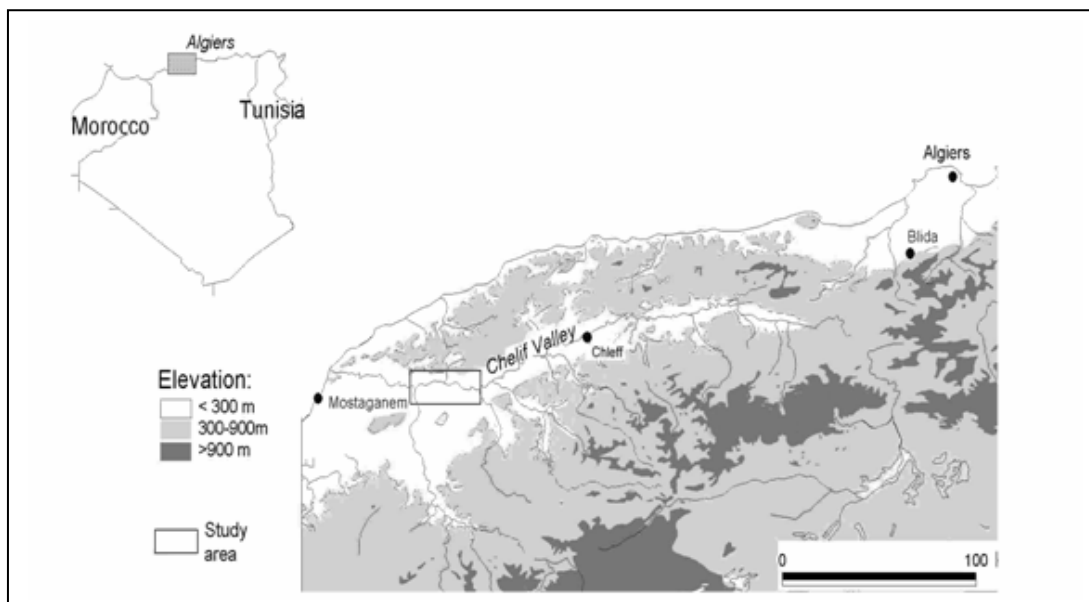 Algiers
Morocco
Tunisia
Algiers
Blida
Chelif Valley
Chleff
Mostaganem
Elevation:
< 300 m
300-900m
>900 m
Study
area
0 100